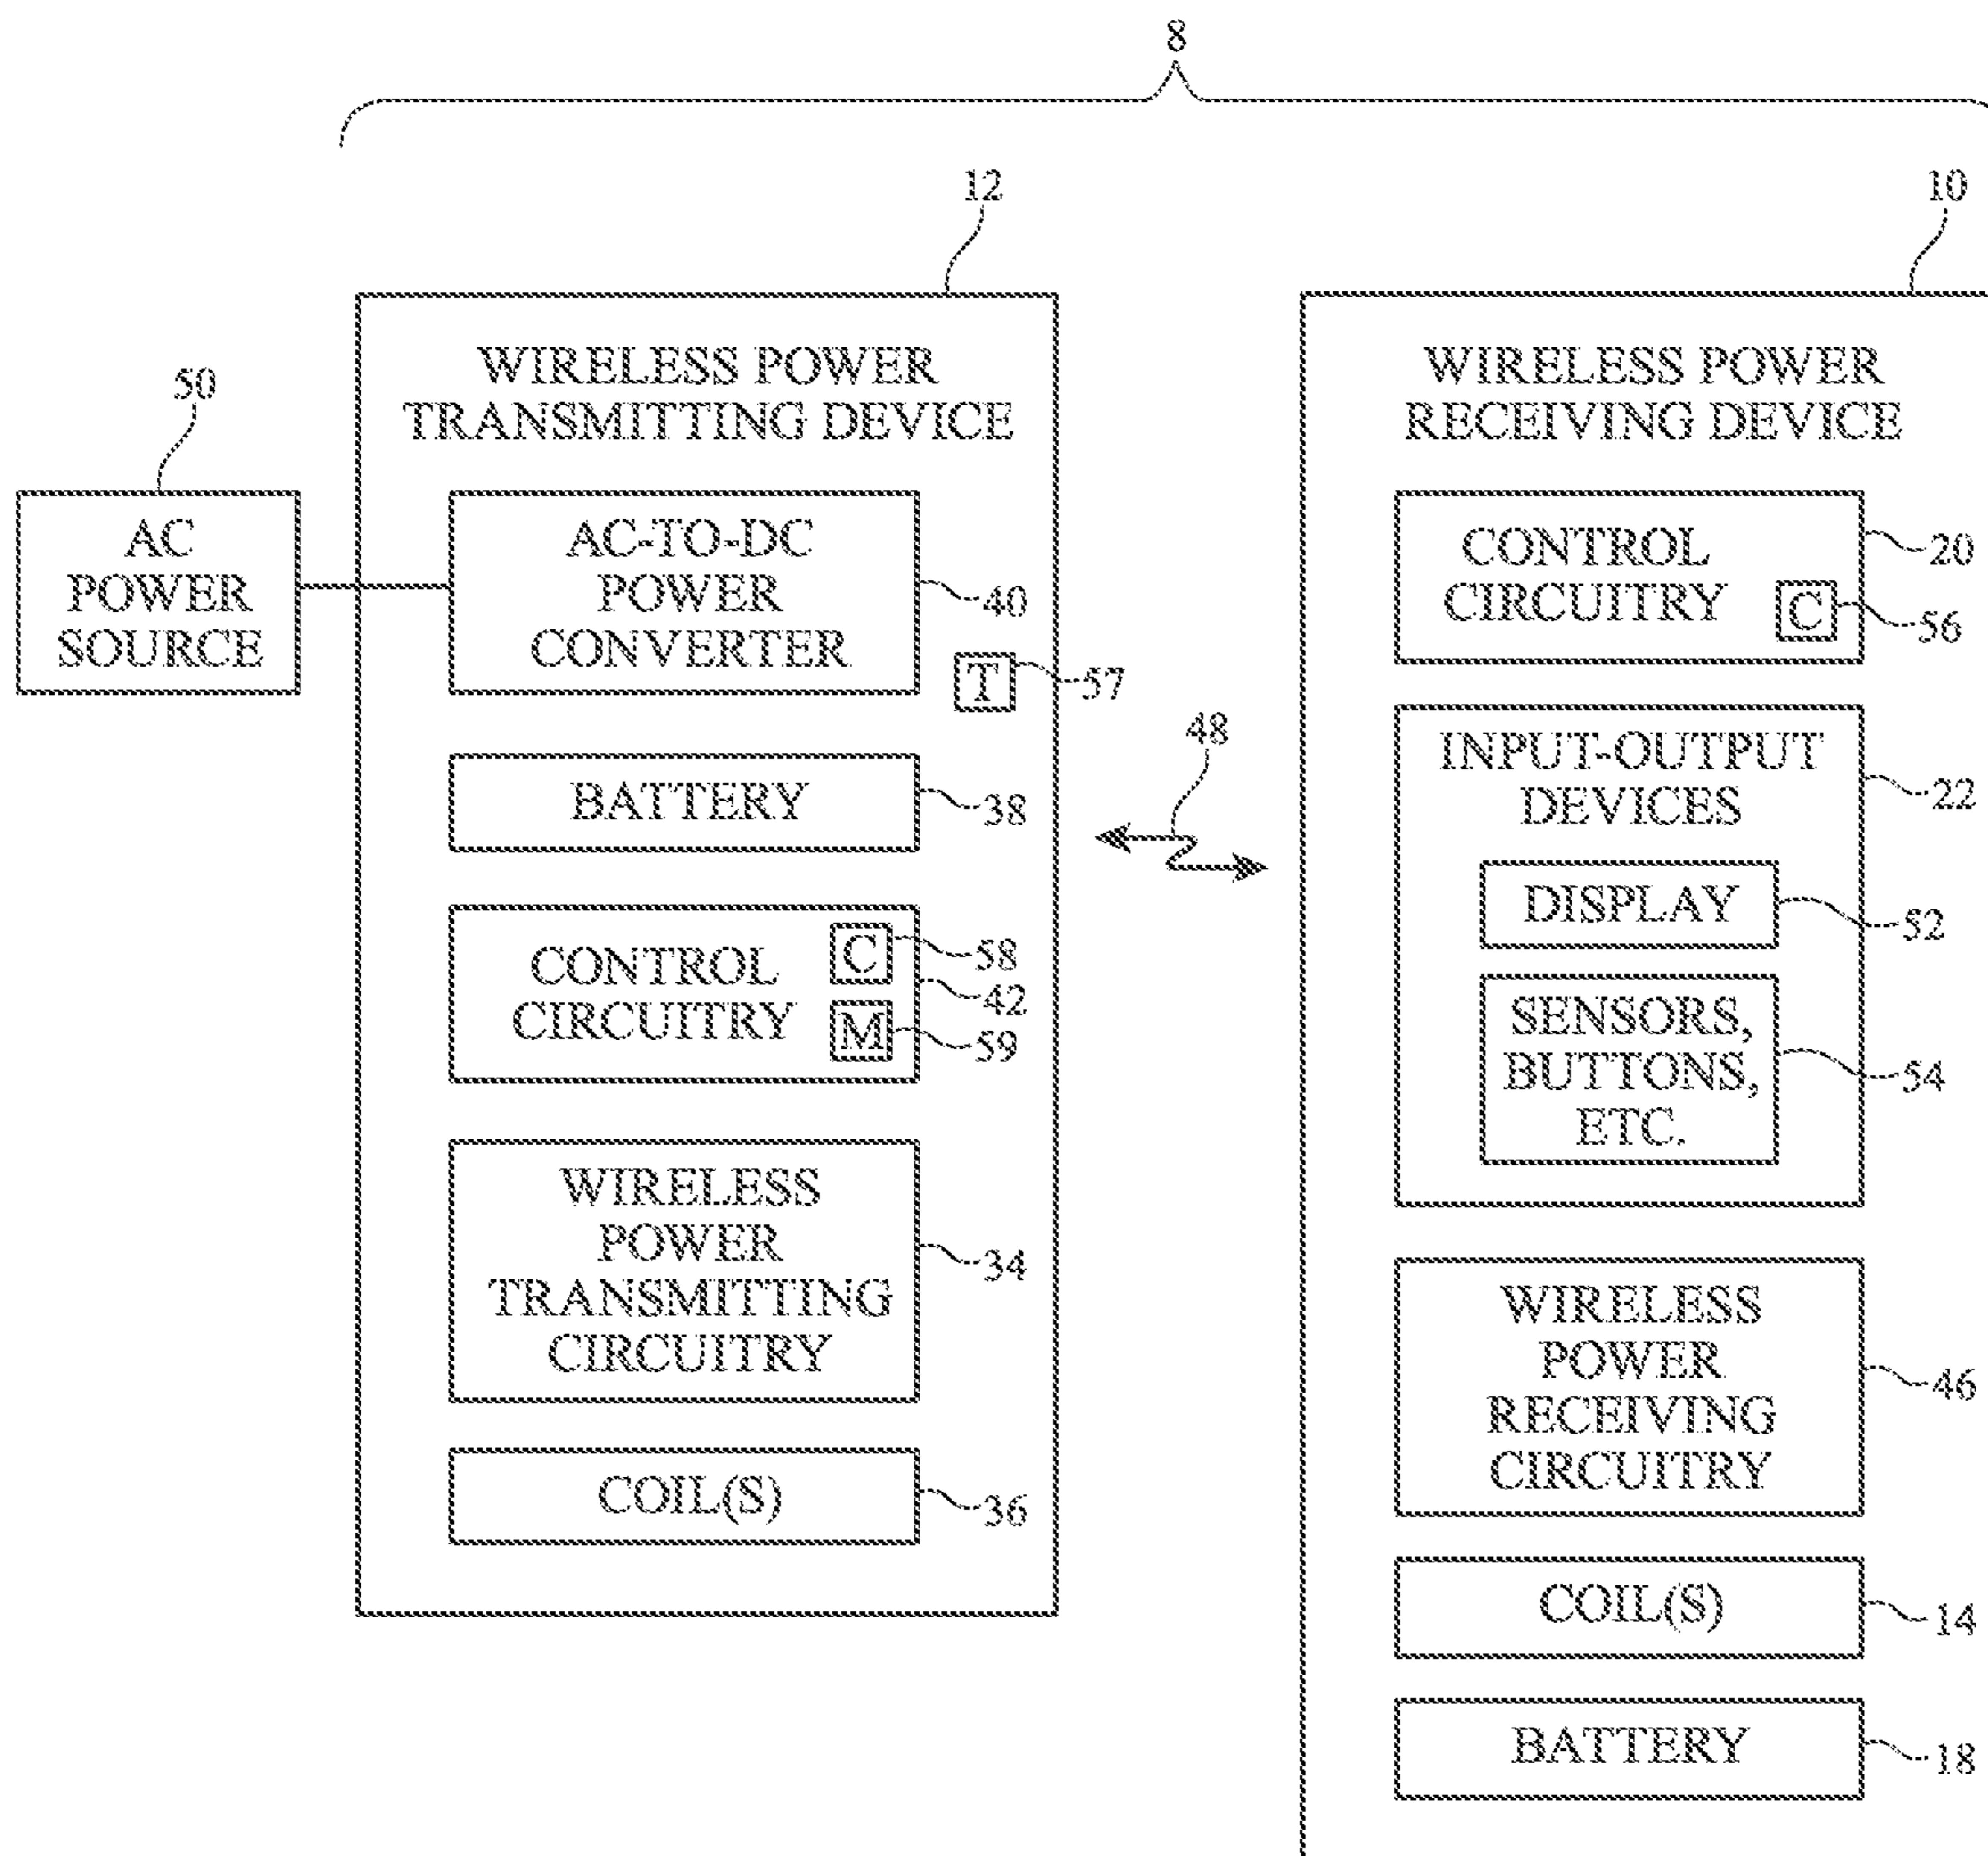 8
12
10
WIRELESS POWER
TRANSMITTING DEVICE
WIRELESS POWER
RECEIVING DEVICE
50
AC
POWER
SOURCE
AC-TO-DC
POWER
CONVERTER
40
T
57
BATTERY
38
CONTROL
CIRCUITRY
C
58
42
M
59
WIRELESS
POWER
TRANSMITTING
CIRCUITRY
34
COIL(S)
36
48
CONTROL
CIRCUITRY
20
C
56
INPUT-OUTPUT
DEVICES
22
DISPLAY
52
SENSORS,
BUTTONS,
ETC.
54
WIRELESS
POWER
RECEIVING
CIRCUITRY
46
COIL(S)
14
BATTERY
18